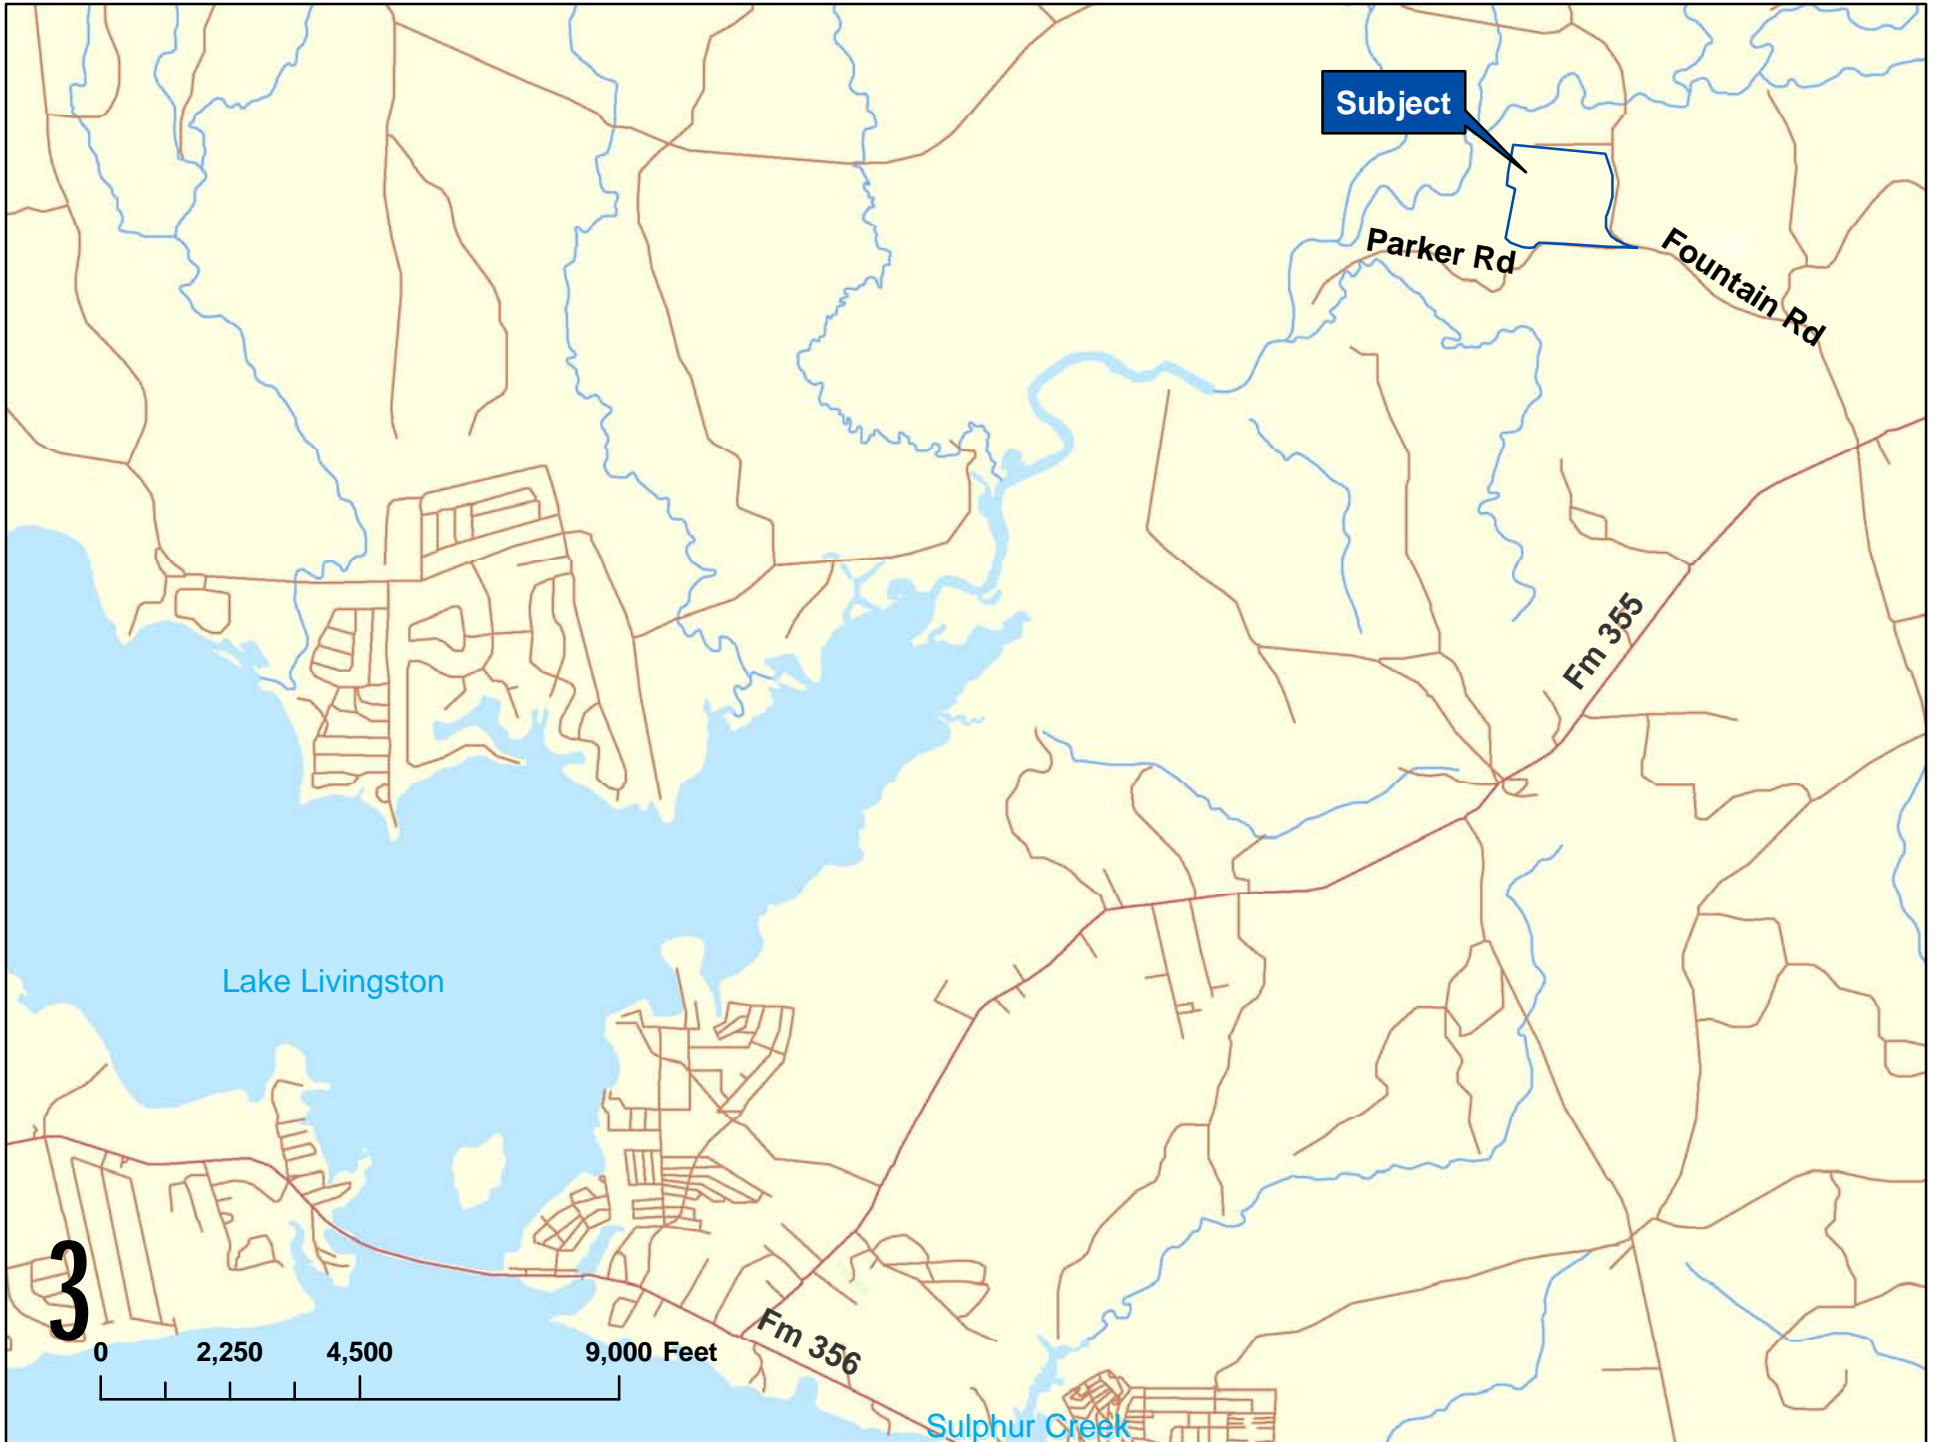 Subject
Parker Rd
Fountain Rd
Fm 355
Lake Livingston
3
0 2,250 4,500 9,000 Feet
Fm 356
Sulphur Creek